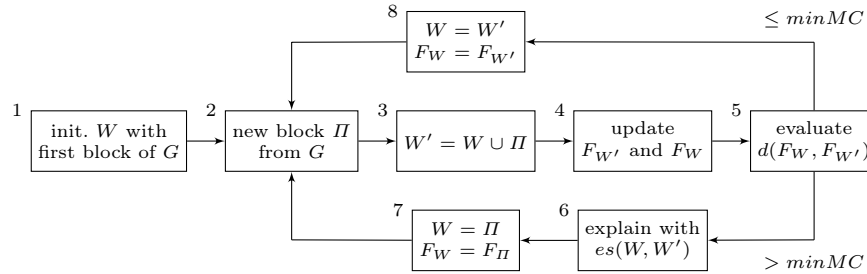 8
W = W′
F_W = F_W′
≤ minMC
1
init. W with
first block of G
2
new block Π
from G
3
W′ = W ∪ Π
4
update
F_W′ and F_W
5
evaluate
d(F_W, F_W′)
7
W = Π
F_W = F_Π
6
explain with
es(W, W′)
> minMC